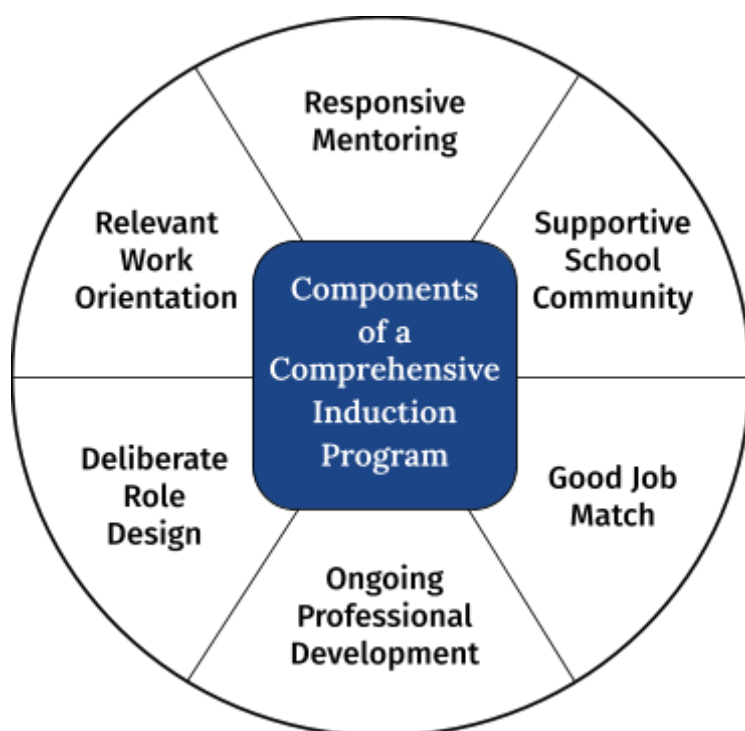 Responsive
Mentoring
Supportive
School
Community
Good Job
Match
Ongoing
Professional
Development
Deliberate
Role
Design
Relevant
Work
Orientation
Components
of a
Comprehensive
Induction
Program